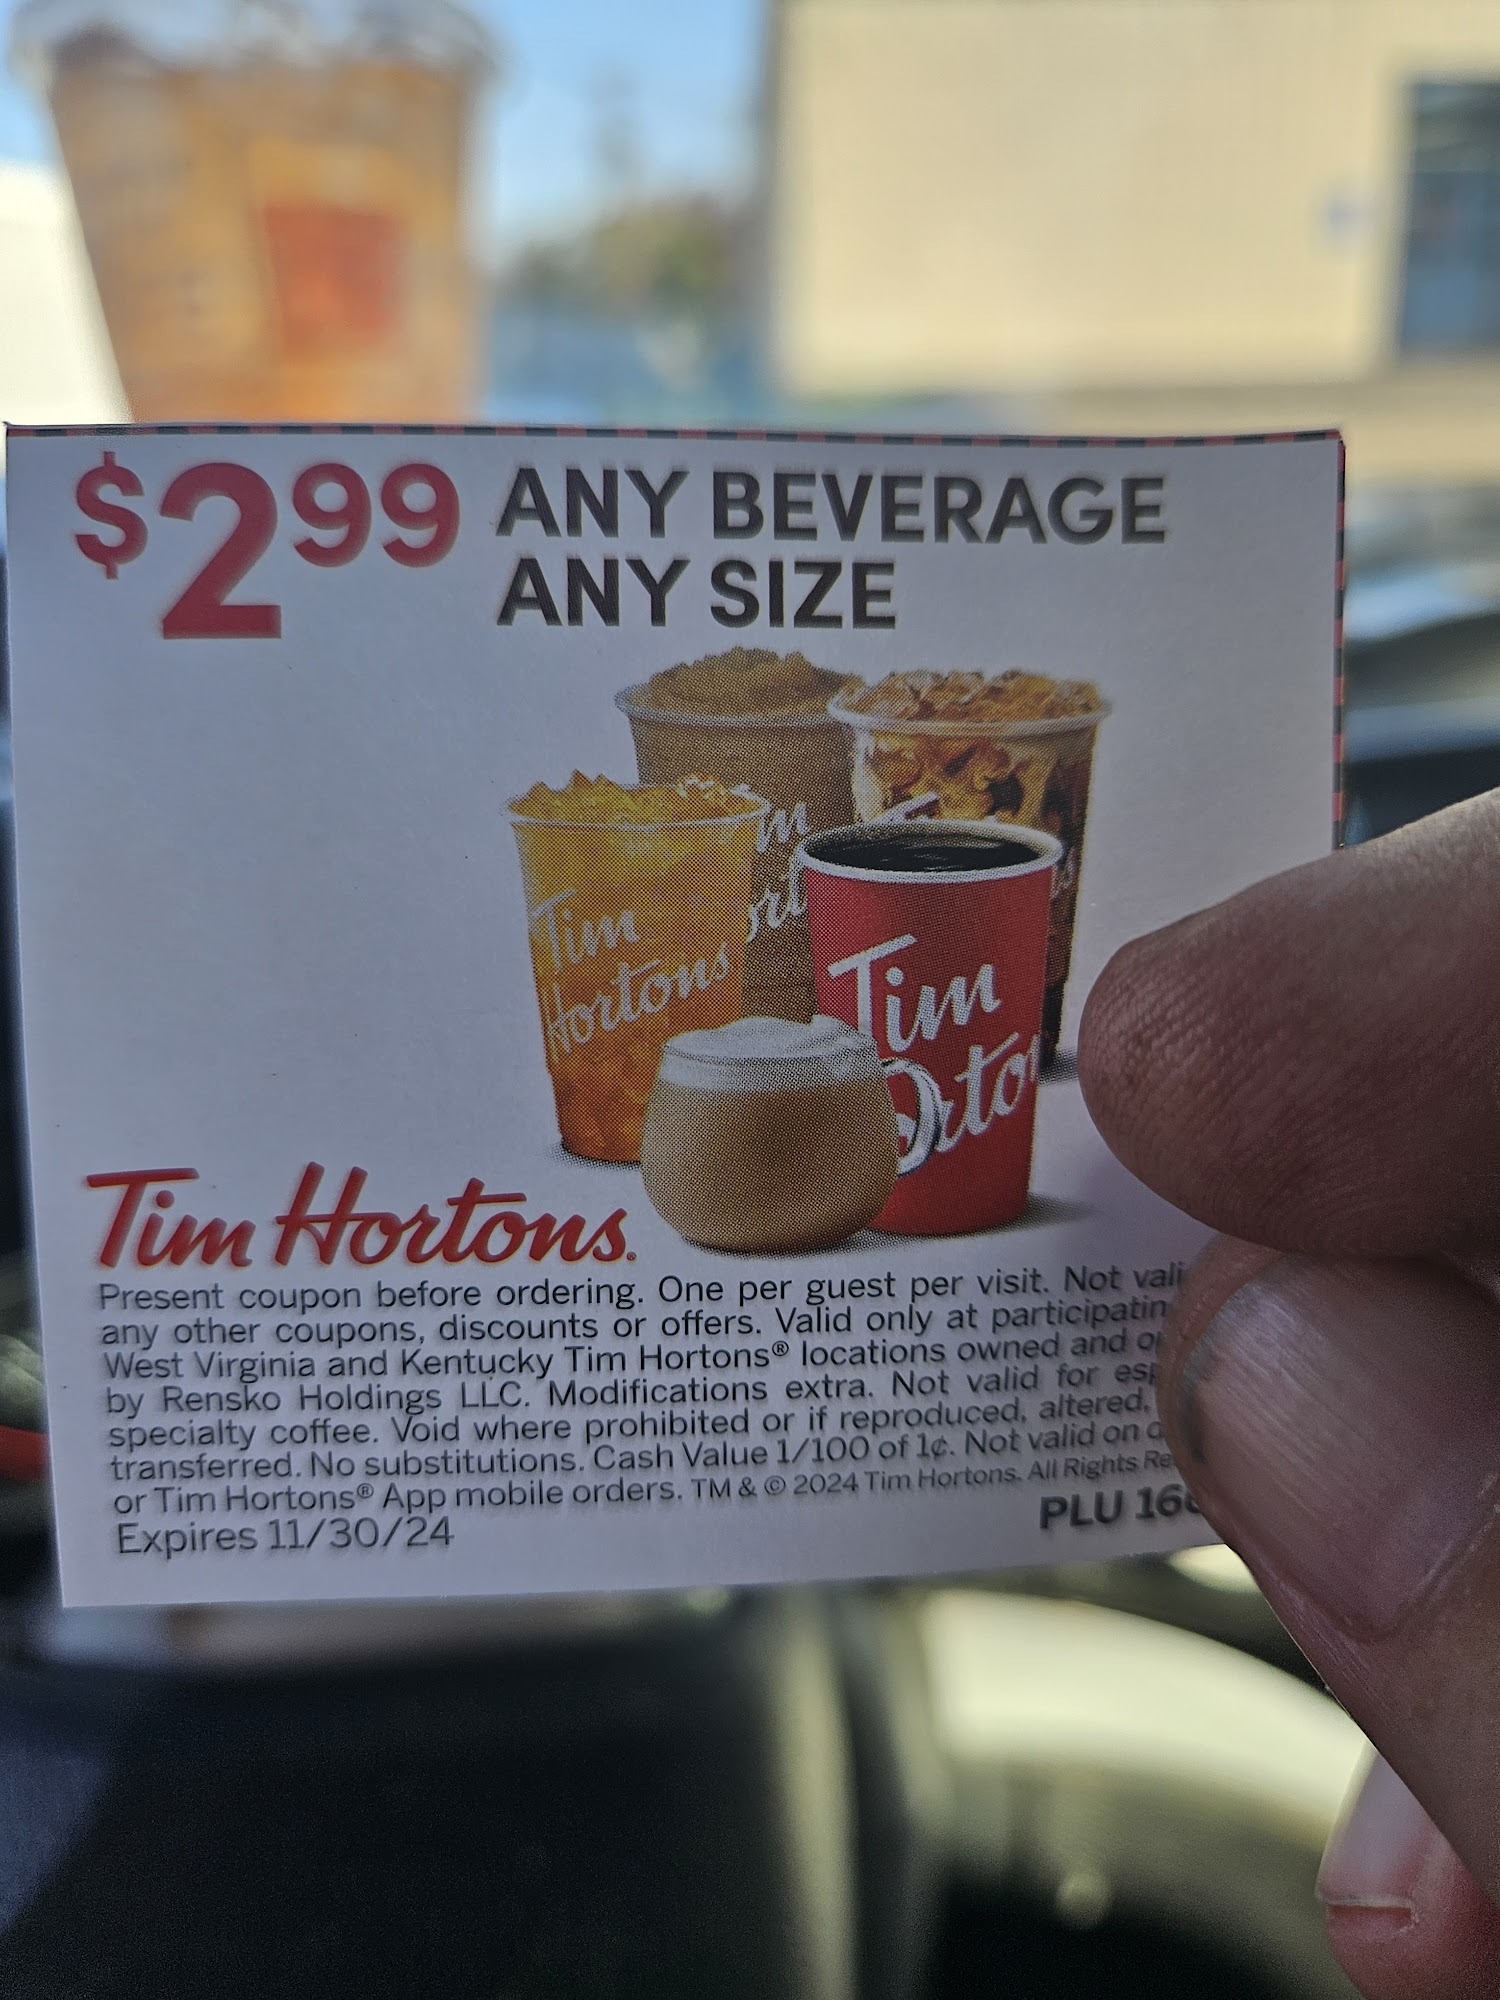 $2.99 ANY BEVERAGE
ANY SIZE
Tim
Hortons
Tim
Tim Hortons®
Present coupon before ordering. One per guest per visit. Not
any other coupons, discounts or offers. Valid only at
West Virginia and Kentucky Tim Hortons® locations owned and
by Rensko Holdings LLC. Modifications extra. Not valid for
specialty coffee. Void where prohibited or if reproduced, altered,
transferred. No substitutions. Cash Value 1/100 of 1¢. Not valid on
or Tim Hortons® App mobile orders. TM & © 2024 Tim Hortons. All Rights
Expires 11/30/24
PLU